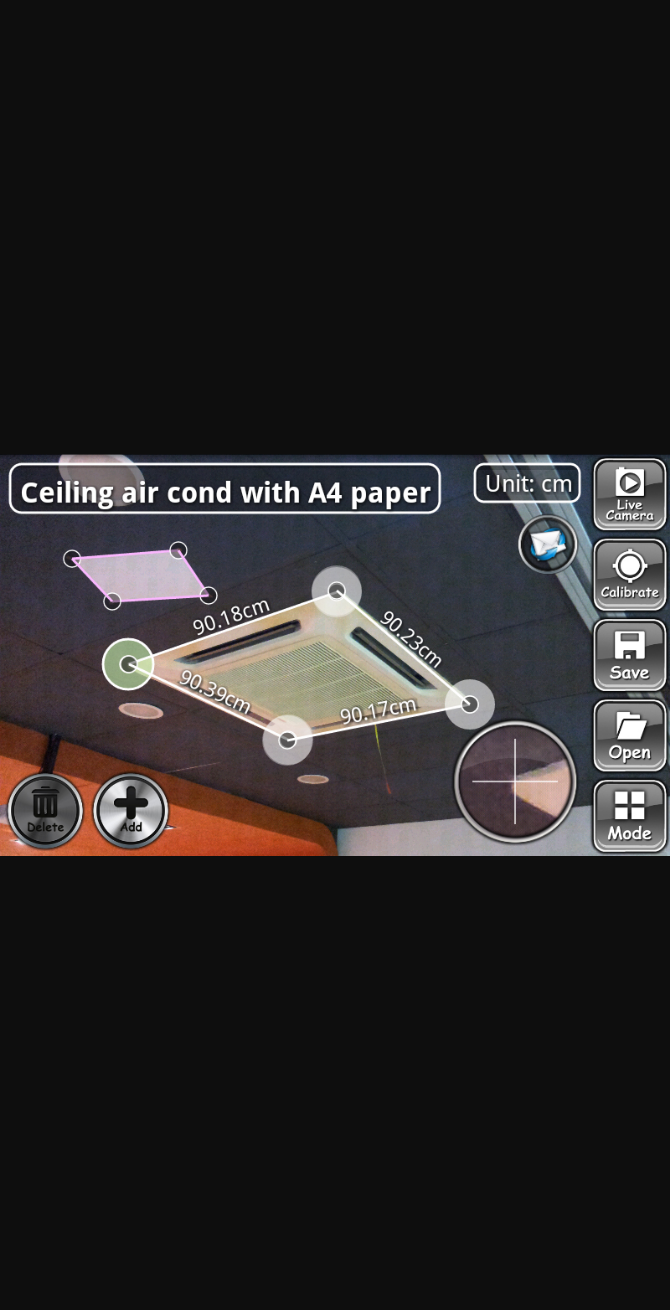 Ceiling air cond with A4 paper
Unit: cm
Live
Camera
Calibrate
90.18cm
90.23cm
90.39cm
90.17cm
Save
Open
Delete
Add
Mode